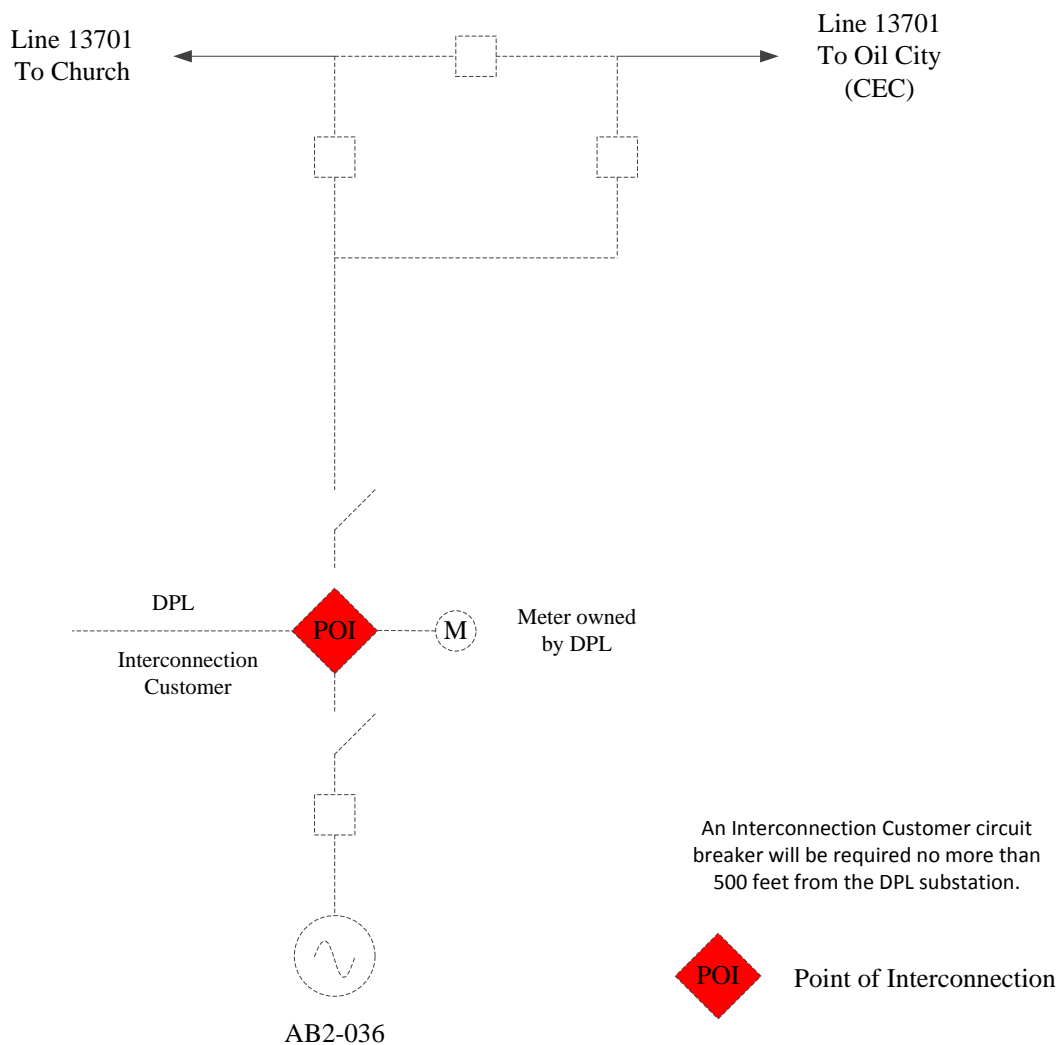 Line 13701
To Church
Line 13701
To Oil City
(CEC)
DPL
POI
M
Meter owned
by DPL
Interconnection
Customer
An Interconnection Customer circuit
breaker will be required no more than
500 feet from the DPL substation.
POI
Point of Interconnection
AB2-036